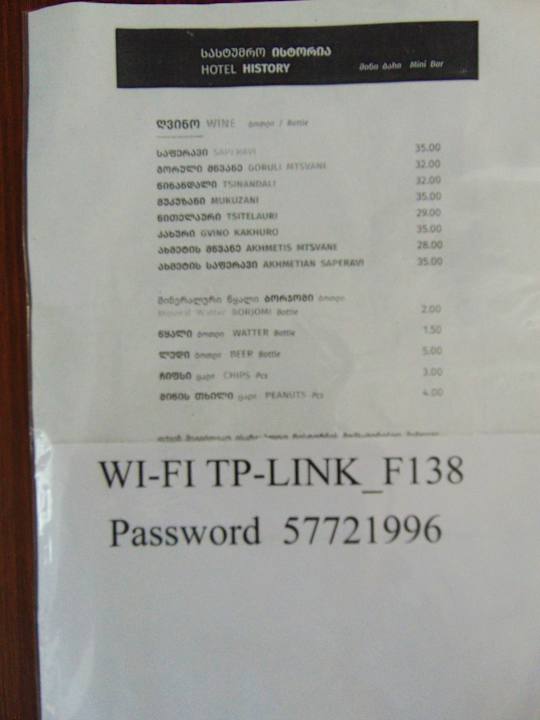 სასტუმრო ისტორია
HOTEL HISTORY მინი ბარი Mini Bar
ღვინო WINE ბოთლი / Bottle
საფერავი SAPERAVI 35.00
გორული მწვანე GORULI MTSVANE 32.00
წინანდალი TSINANDALI 32.00
მუკუზანი MUKUZANI 35.00
წითელაური TSITELAURI 29.00
კახური GVINO KAKHURO 35.00
ახმეტის მწვანე AKHMETIS MTSVANE 28.00
ახმეტის საფერავი AKHMETIAN SAPERAVI 35.00
მინერალური წყალი ბორჯომი ბოთლი
Mineral Watter BORJOMI Bottle 2.00
წყალი ბოთლი WATTER Bottle 1.50
ლუდი ბოთლი BEER Bottle 5.00
ჩიფსი ცალი CHIPS Pcs 3.00
მიწის თხილი ცალი PEANUTS Pcs 4.00
WI-FI TP-LINK_F138
Password 57721996